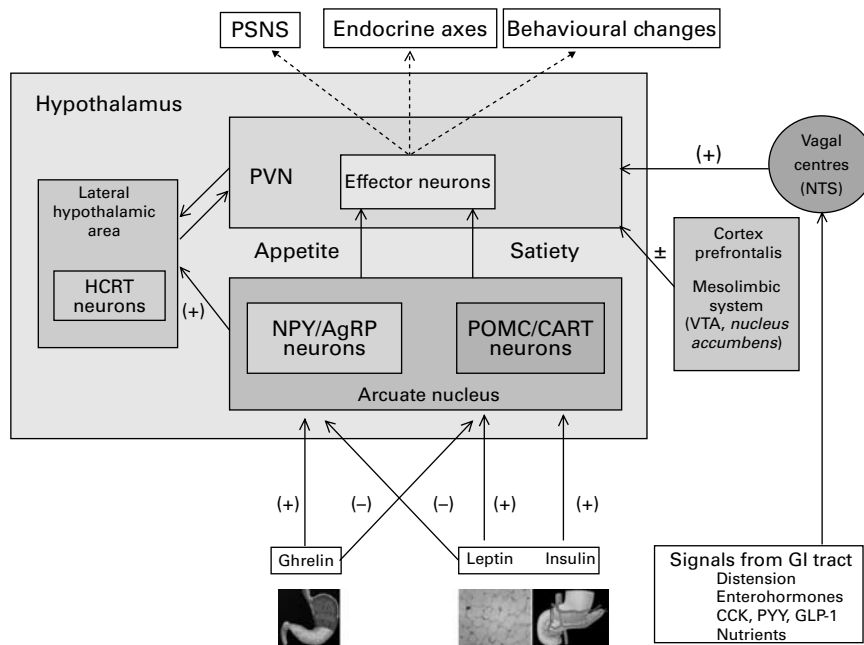 PSNS
Endocrine axes
Behavioural changes
Hypothalamus
PVN
Effector neurons
(+)
Vagal
centres
(NTS)
Lateral
hypothalamic
area
HCRT
neurons
(+)
Appetite
Satiety
±
Cortex
prefrontalis
Mesolimbic
system
(VTA, nucleus
accumbens)
NPY/AgRP
neurons
POMC/CART
neurons
Arcuate nucleus
(+)
(–)
(–)
(+)
(+)
Ghrelin
Leptin
Insulin
Signals from GI tract
Distension
Enterohormones
CCK, PYY, GLP-1
Nutrients